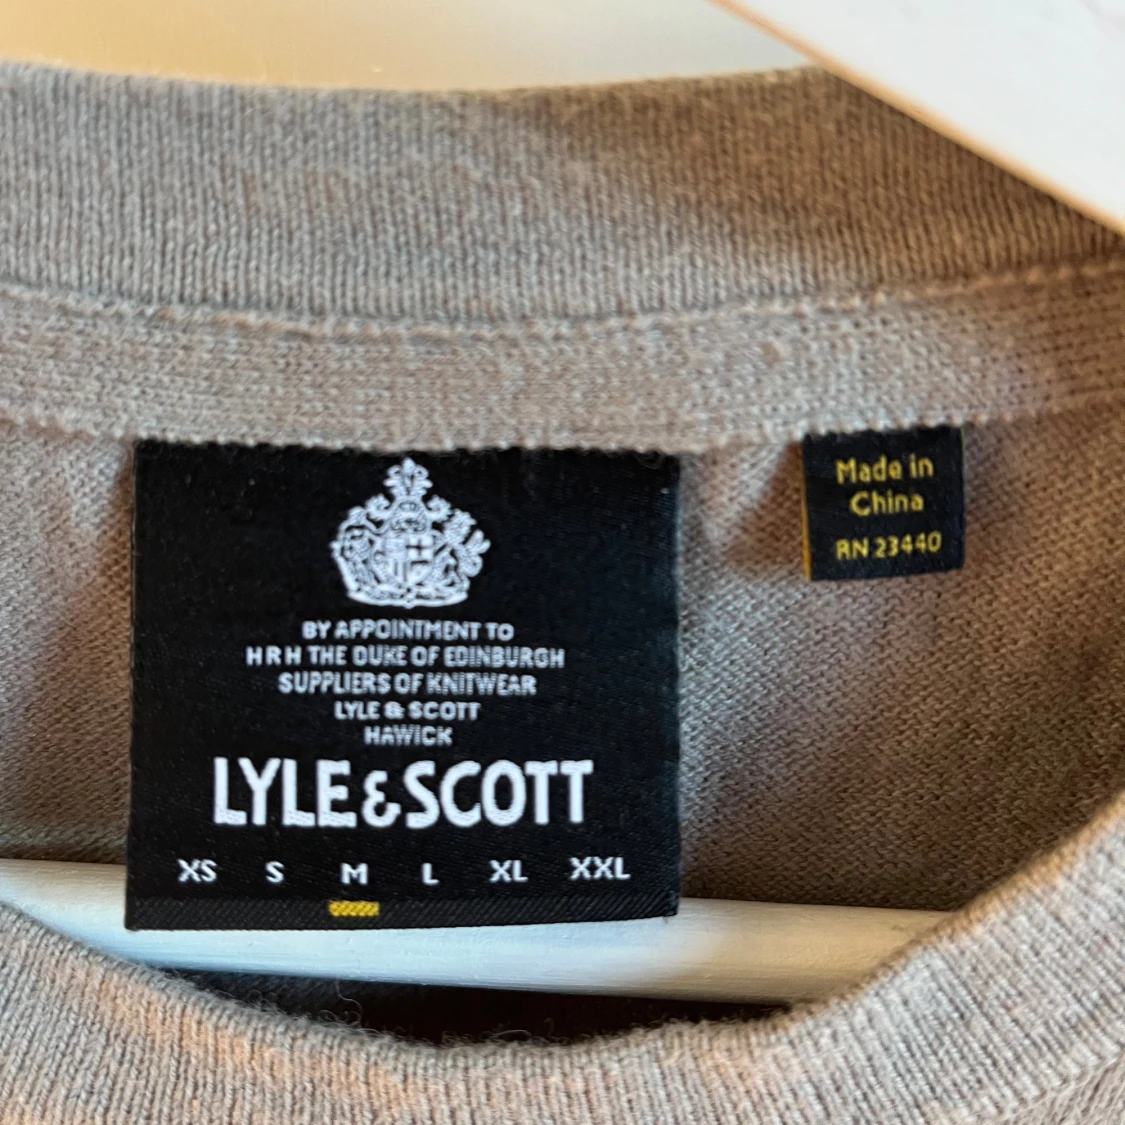 BY APPOINTMENT TO
HRH THE DUKE OF EDINBURGH
SUPPLIERS OF KNITWEAR
LYLE & SCOTT
HAWICK
LYLE & SCOTT
XS S M L XL XXL
Made in
China
RN 23440